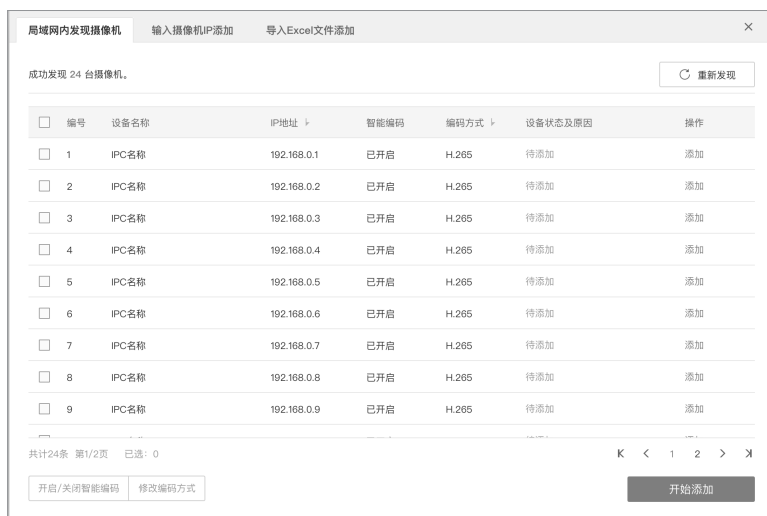 局域网内发现摄像机 输入摄像机IP添加 导入Excel文件添加
成功发现 24 台摄像机。 重新发现
编号 设备名称 IP地址 智能编码 编码方式 设备状态及原因 操作
1 IPC名称 192.168.0.1 已开启 H.265 待添加 添加
2 IPC名称 192.168.0.2 已开启 H.265 待添加 添加
3 IPC名称 192.168.0.3 已开启 H.265 待添加 添加
4 IPC名称 192.168.0.4 已开启 H.265 待添加 添加
5 IPC名称 192.168.0.5 已开启 H.265 待添加 添加
6 IPC名称 192.168.0.6 已开启 H.265 待添加 添加
7 IPC名称 192.168.0.7 已开启 H.265 待添加 添加
8 IPC名称 192.168.0.8 已开启 H.265 待添加 添加
9 IPC名称 192.168.0.9 已开启 H.265 待添加 添加
共计24条 第1/2页 已选：0 1 2
开启/关闭智能编码 修改编码方式 开始添加